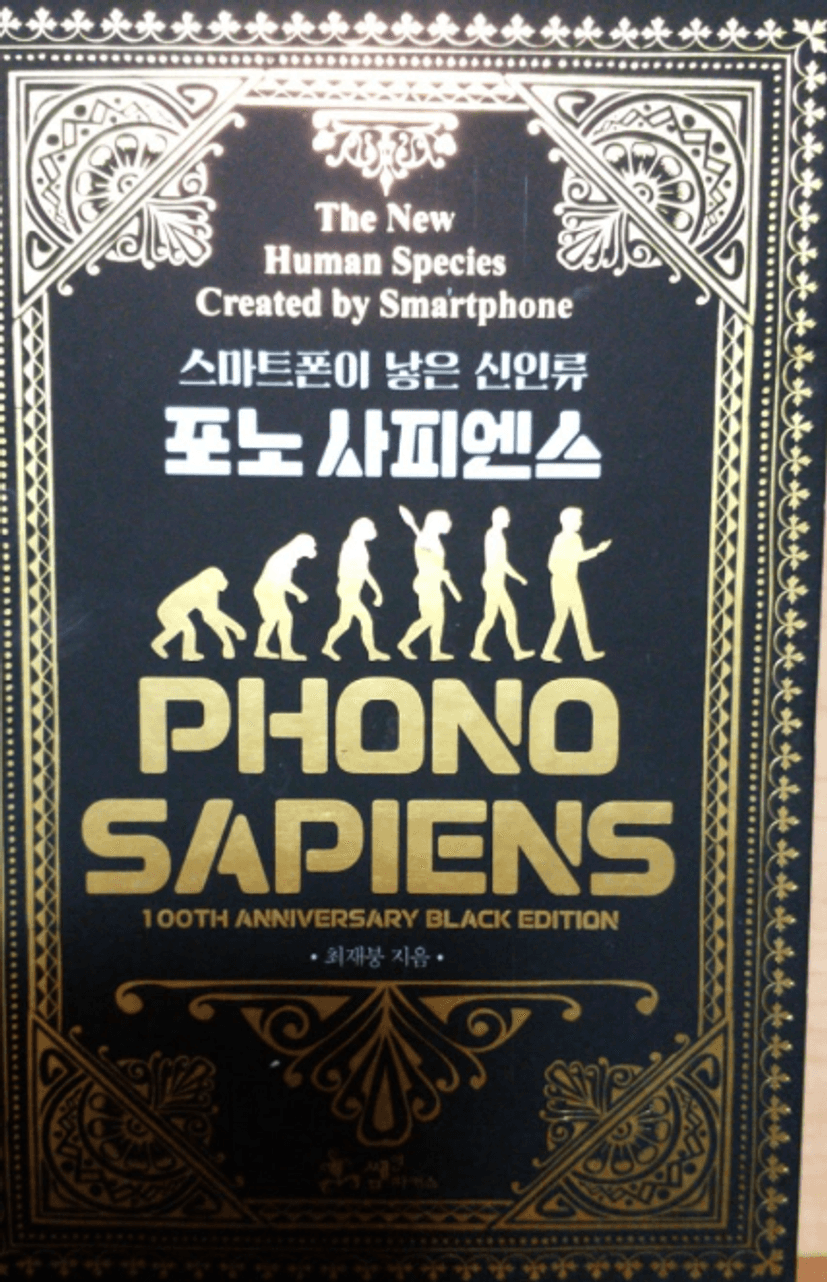 The New
Human Species
Created by Smartphone
스마트폰이 낳은 신인류
포노 사피엔스
PHONO
SAPIENS
100TH ANNIVERSARY BLACK EDITION
• 최재붕 지음 •